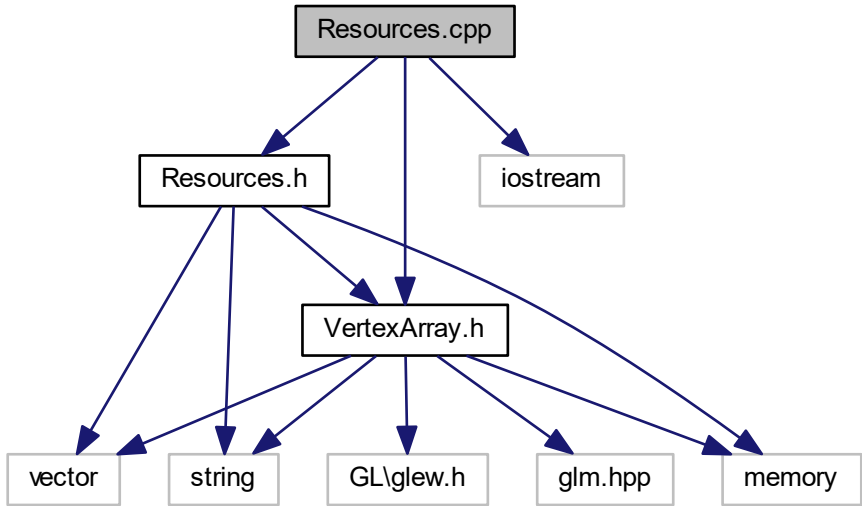 Resources.cpp
Resources.h
iostream
VertexArray.h
vector
string
GL\glew.h
glm.hpp
memory